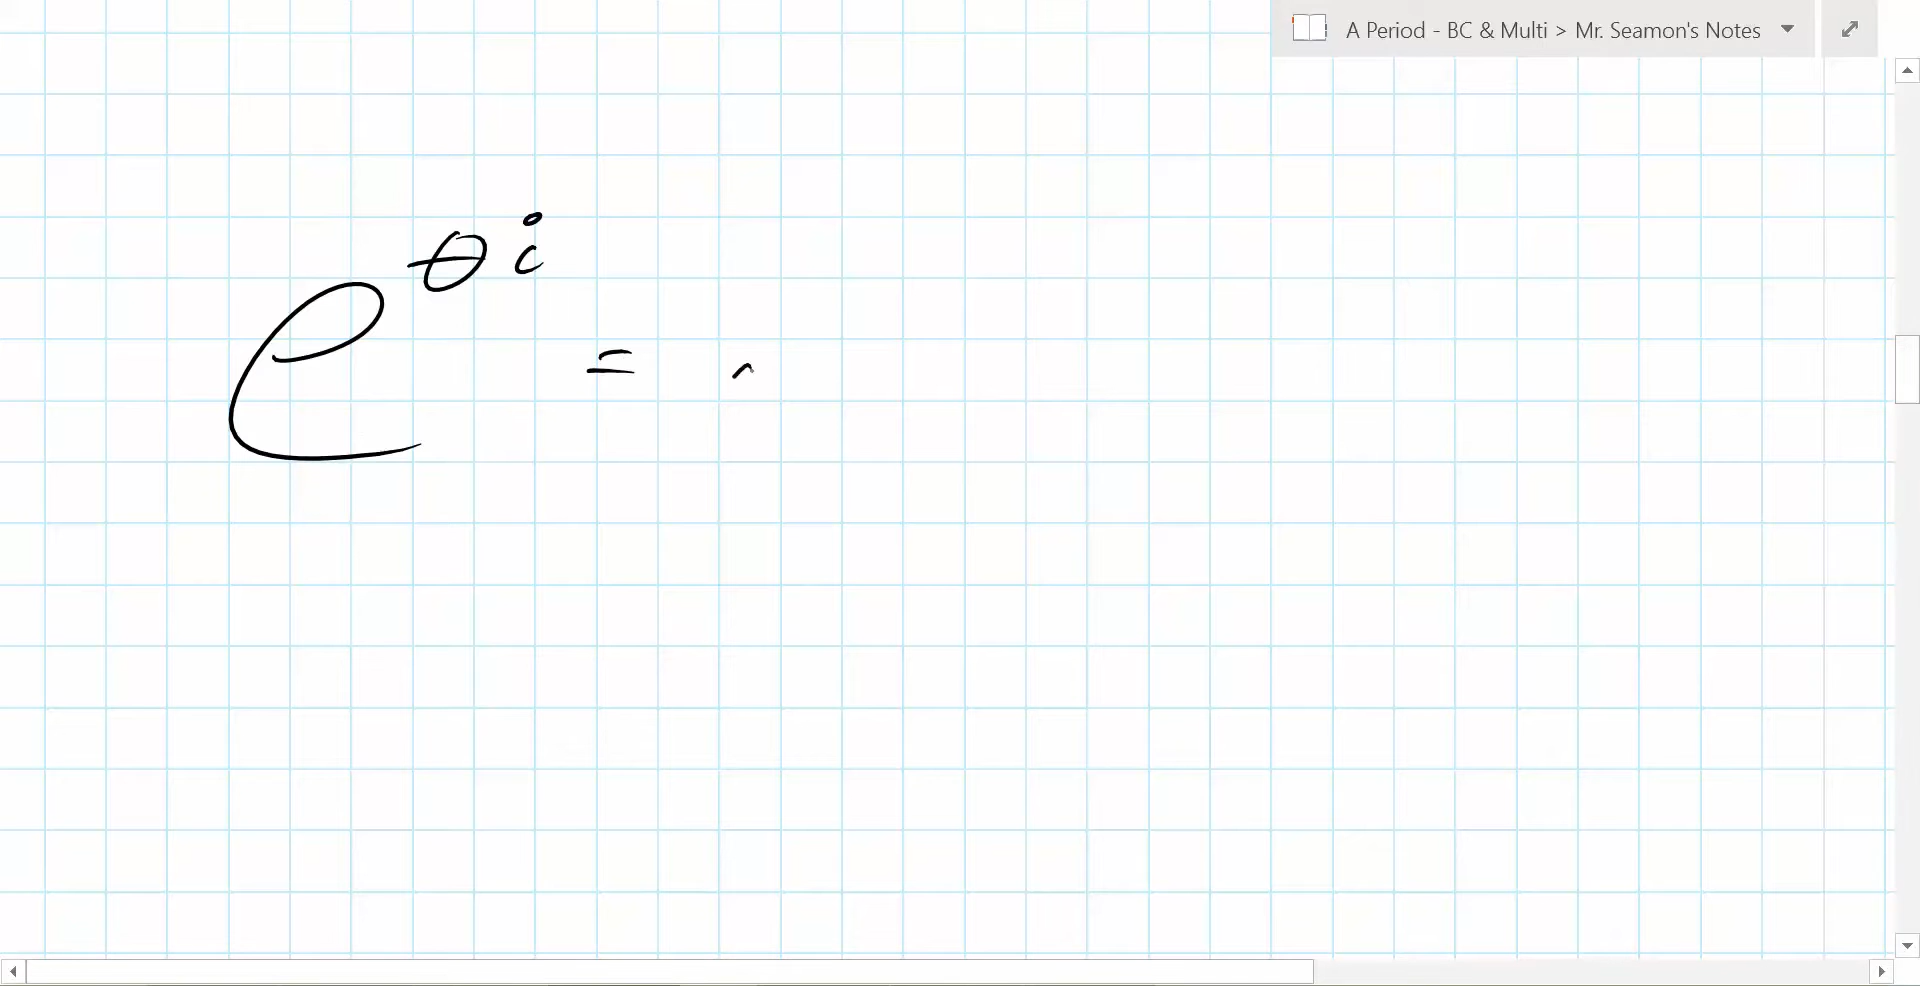 A Period - BC & Multi > Mr. Seamon's Notes
e^{θi} =